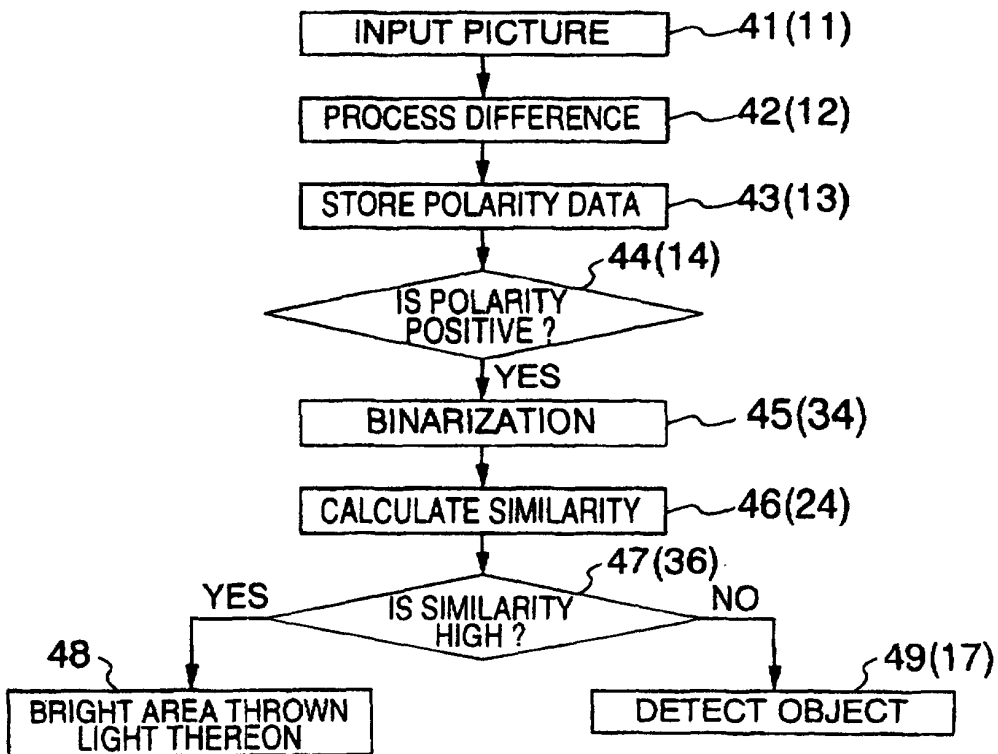 INPUT PICTURE
41(11)
PROCESS DIFFERENCE
42(12)
STORE POLARITY DATA
43(13)
44(14)
IS POLARITY
POSITIVE ?
YES
BINARIZATION
45(34)
CALCULATE SIMILARITY
46(24)
47(36)
YES
IS SIMILARITY
HIGH ?
NO
48
BRIGHT AREA THROWN
LIGHT THEREON
49(17)
DETECT OBJECT